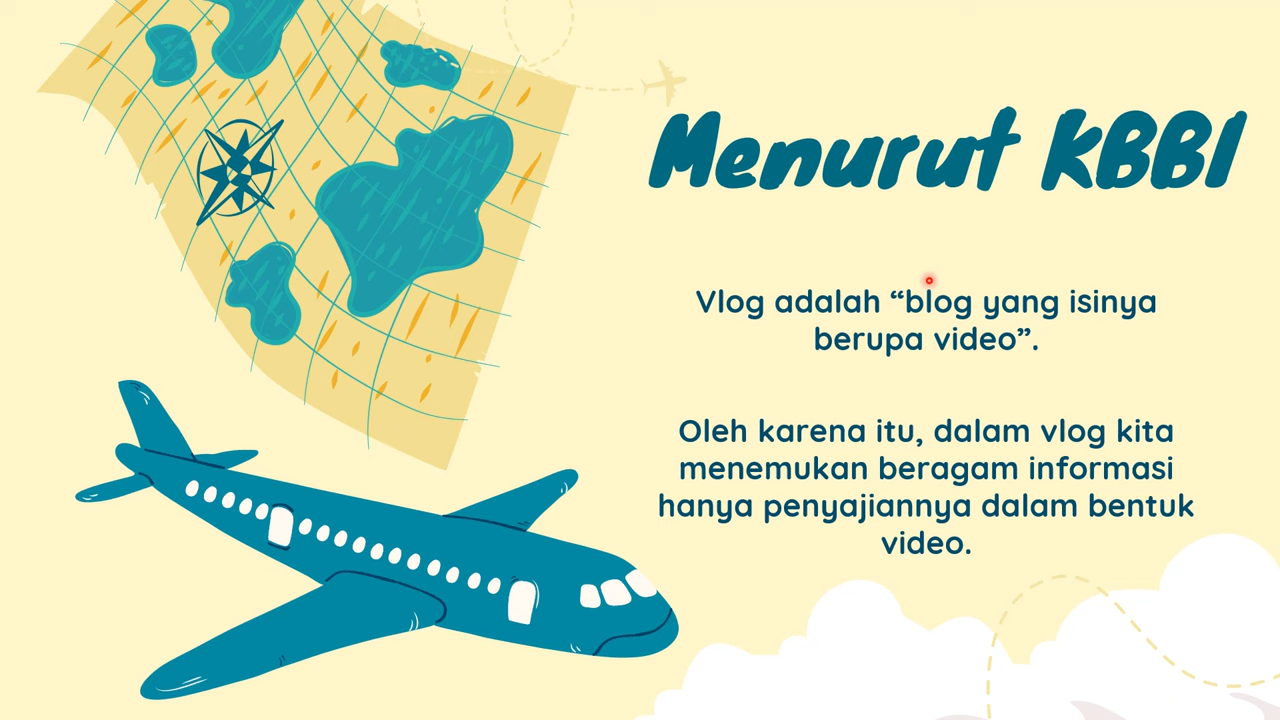 Menurut KBBI
Vlog adalah “blog yang isinya
berupa video”.
Oleh karena itu, dalam vlog kita
menemukan beragam informasi
hanya penyajiannya dalam bentuk
video.